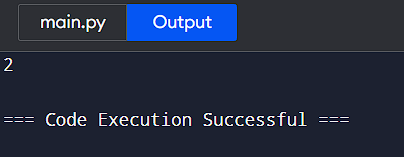 main.py Output
2
=== Code Execution Successful ===